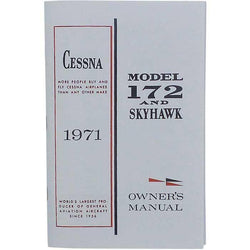 CESSNA
MORE PEOPLE BUY AND
FLY CESSNA AIRPLANES
THAN ANY OTHER MAKE
1971
WORLD'S LARGEST PRO-
DUCER OF GENERAL
AVIATION AIRCRAFT
SINCE 1956
MODEL
172
AND
SKYHAWK
OWNER'S
MANUAL